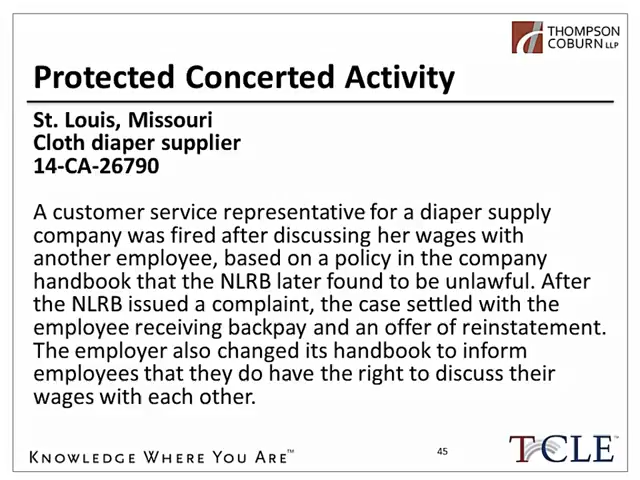 THOMPSON
COBURN LLP
Protected Concerted Activity
St. Louis, Missouri
Cloth diaper supplier
14-CA-26790
A customer service representative for a diaper supply
company was fired after discussing her wages with
another employee, based on a policy in the company
handbook that the NLRB later found to be unlawful. After
the NLRB issued a complaint, the case settled with the
employee receiving backpay and an offer of reinstatement.
The employer also changed its handbook to inform
employees that they do have the right to discuss their
wages with each other.
KNOWLEDGE WHERE YOU ARE™
45
TCLE™